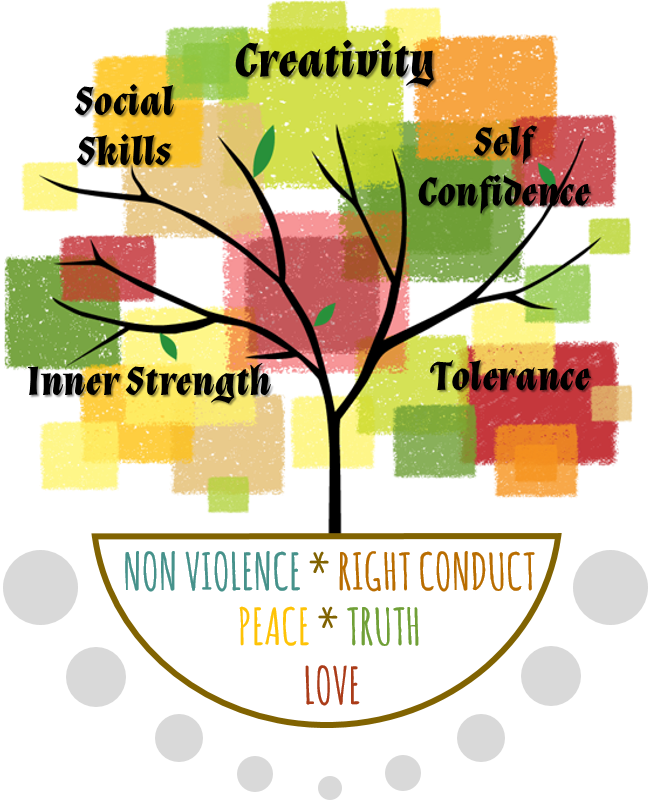 Creativity
Social
Skills
Self
Confidence
Inner Strength
Tolerance
NON VIOLENCE * RIGHT CONDUCT
PEACE * TRUTH
LOVE